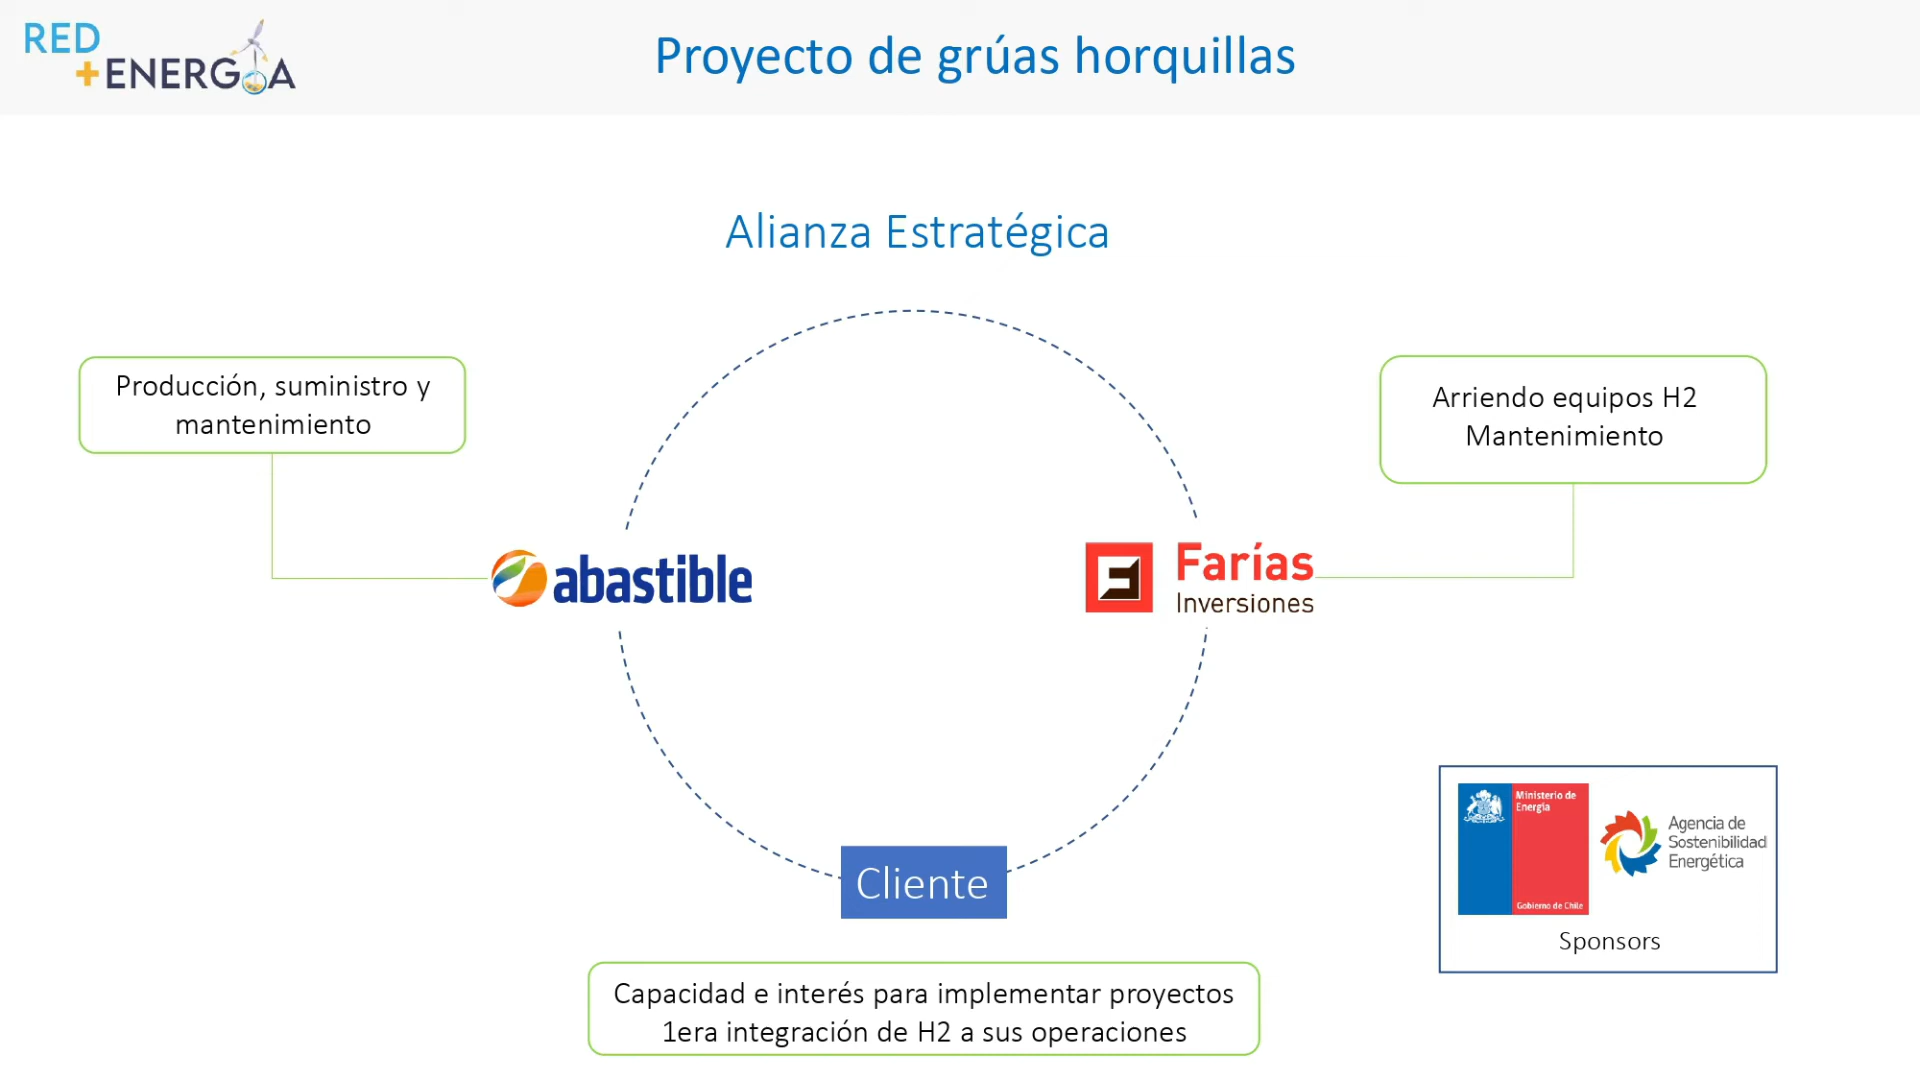 RED
+ENERGÍA
Proyecto de grúas horquillas
Alianza Estratégica
Producción, suministro y
mantenimiento
Arriendo equipos H2
Mantenimiento
abastible
Farías
Inversiones
Cliente
Capacidad e interés para implementar proyectos
1era integración de H2 a sus operaciones
Ministerio de
Energía
Gobierno de Chile
Agencia de
Sostenibilidad
Energética
Sponsors